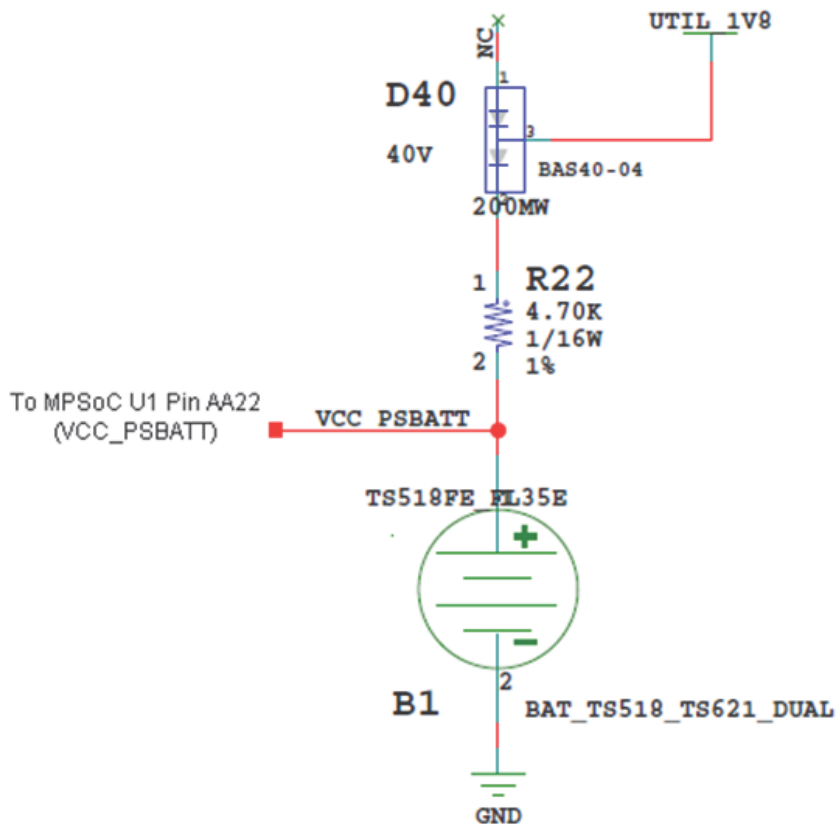 UTIL_1V8
NC
1
D40
3
40V
BAS40-04
200MW
1
R22
4.70K
1/16W
2
1%
To MPSoC U1 Pin AA22
(VCC_PSBATT)
VCC_PSBATT
TS518FE_FL35E
+
-
2
B1
BAT_TS518_TS621_DUAL
GND